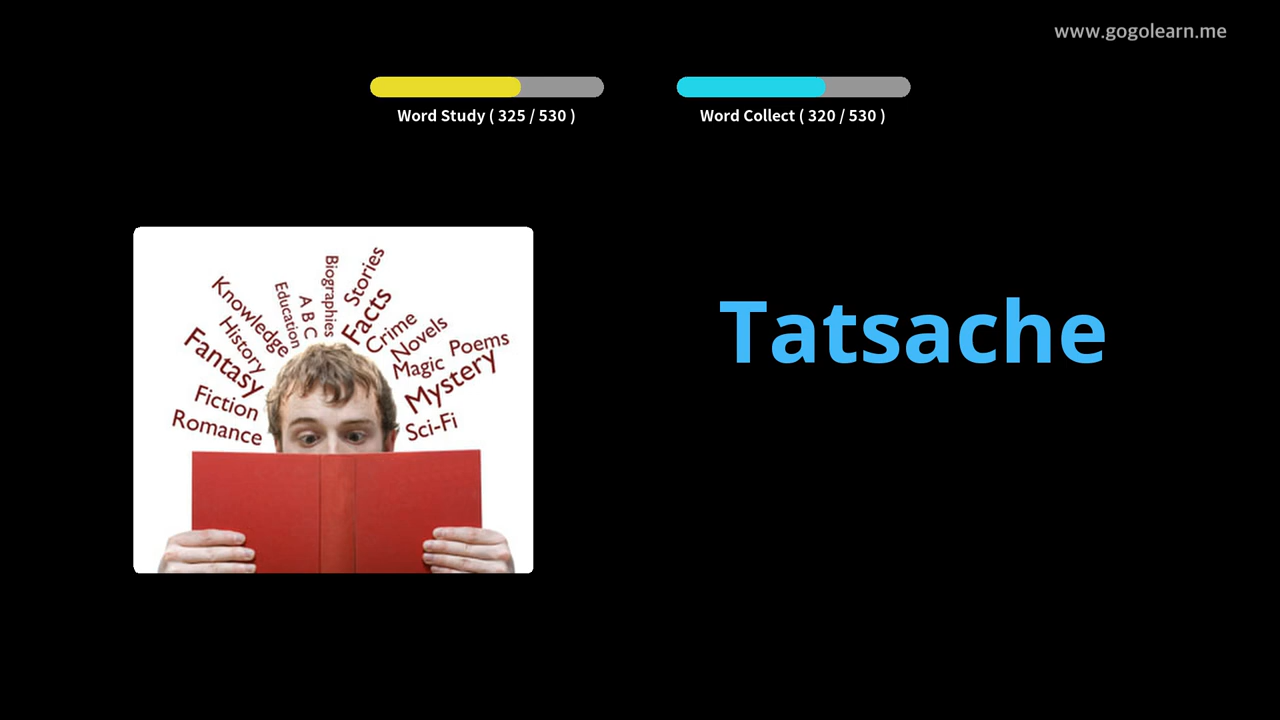 www.gogolearn.me
Word Study ( 325 / 530 )
Word Collect ( 320 / 530 )
Tatsache
Biographies
Stories
Education
A B C
Facts
Knowledge
History
Crime
Novels
Poems
Fantasy
Magic
Mystery
Fiction
Romance
Sci-Fi